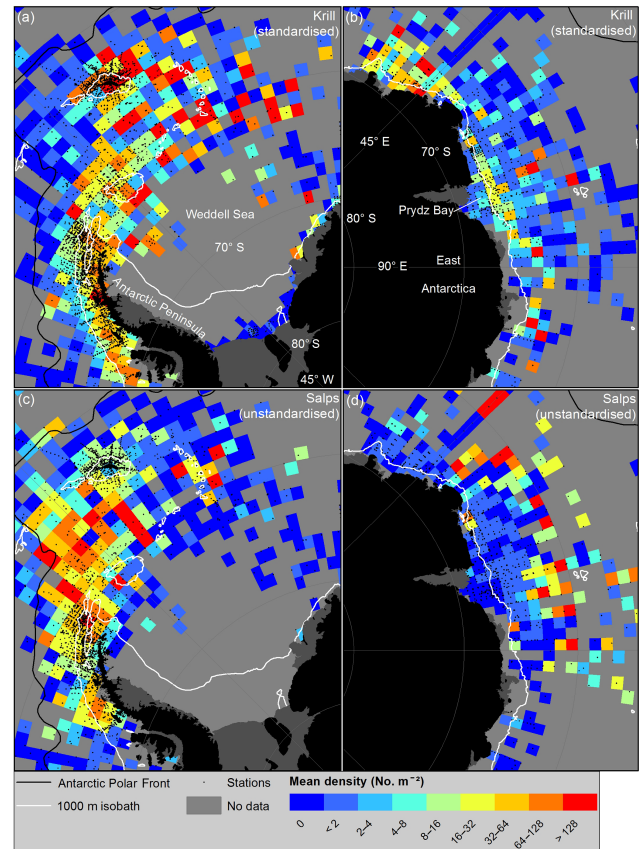 (a)
Krill
(standardised)
Weddell Sea
70° S
Antarctic Peninsula
80° S
45° W
(b)
Krill
(standardised)
45° E
70° S
Prydz Bay
80° S
90° E
East
Antarctica
(c)
Salps
(unstandardised)
(d)
Salps
(unstandardised)
Antarctic Polar Front
Stations
Mean density (No. m⁻²)
1000 m isobath
No data
0
< 2
2–4
4–8
8–16
16–32
32–64
64–128
> 128